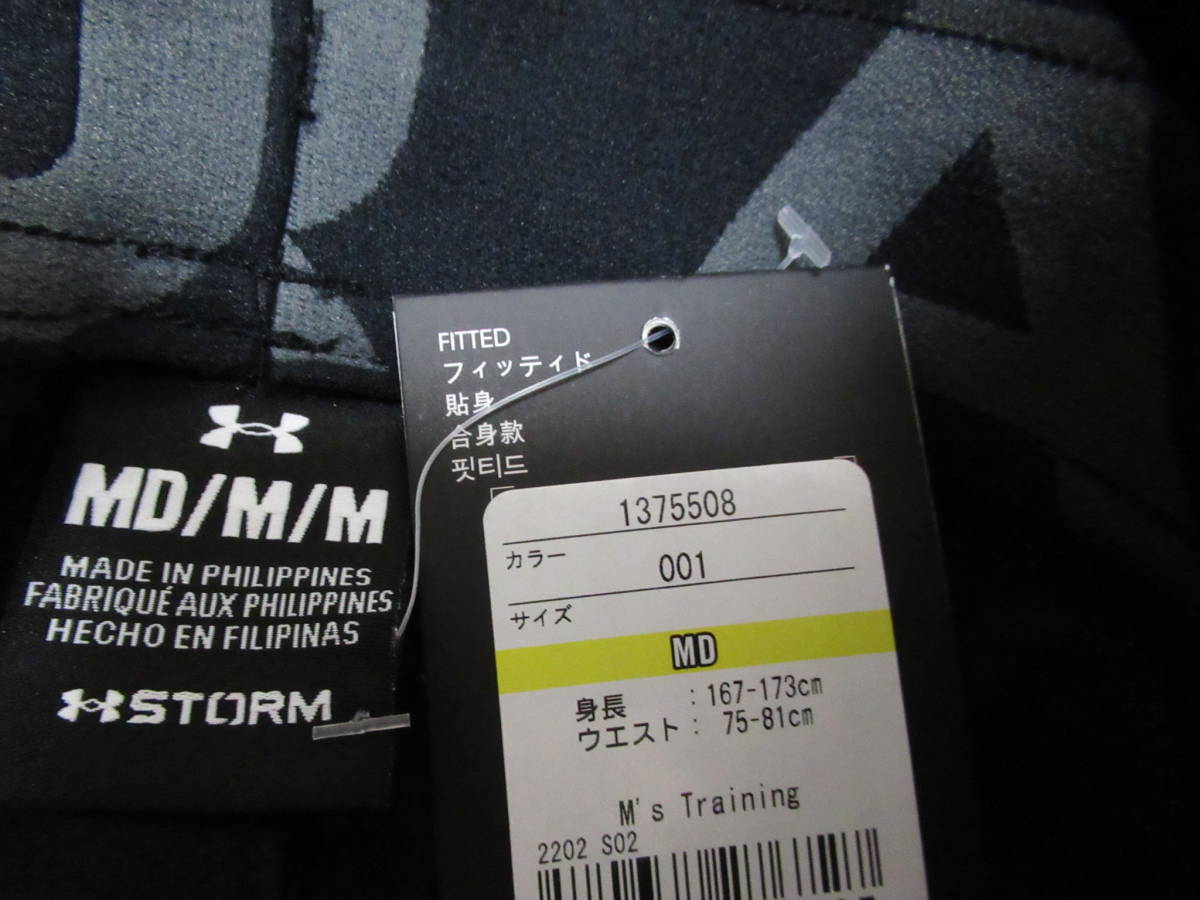 MD/M/M
MADE IN PHILIPPINES
FABRIQUÉ AUX PHILIPPINES
HECHO EN FILIPINAS
STORM
FITTED
フィッティド
貼身
合身款
핏티드
1375508
カラー
001
サイズ
MD
身長 : 167-173cm
ウエスト : 75-81cm
M's Training
2202 S02